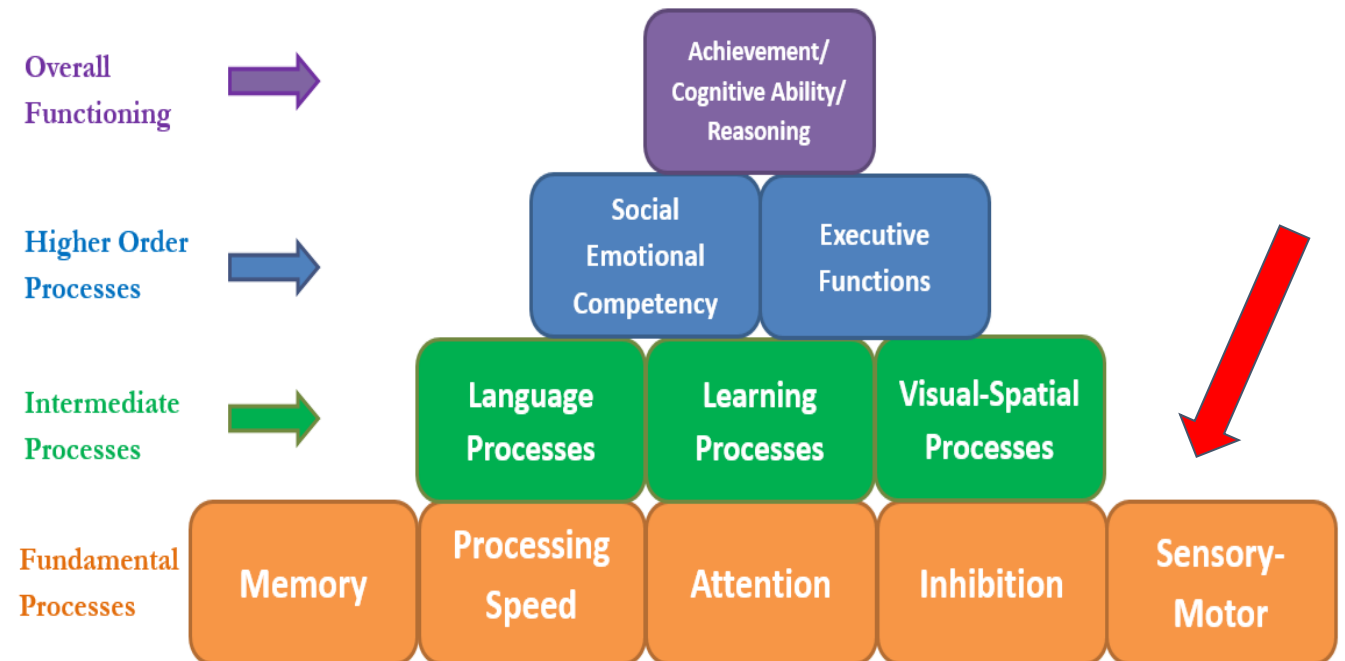 Overall
Functioning
Achievement/
Cognitive Ability/
Reasoning
Higher Order
Processes
Social
Emotional
Competency
Executive
Functions
Intermediate
Processes
Language
Processes
Learning
Processes
Visual-Spatial
Processes
Fundamental
Processes
Memory
Processing
Speed
Attention
Inhibition
Sensory-
Motor